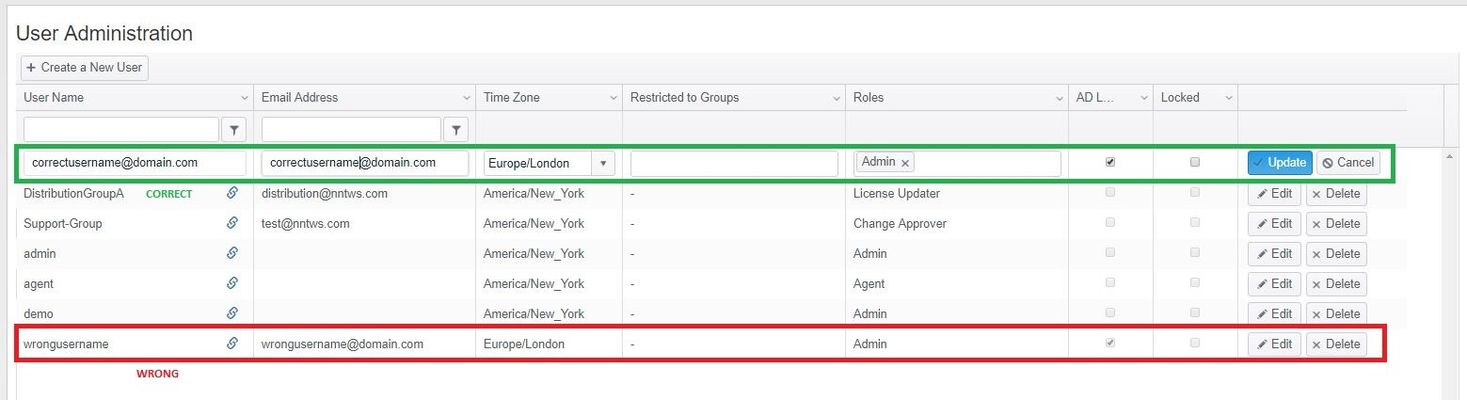 User Administration
+ Create a New User
User Name Email Address Time Zone Restricted to Groups Roles AD L... Locked
correctusername@domain.com correctusername@domain.com Europe/London Admin × Update Cancel
DistributionGroupA CORRECT distribution@nntws.com America/New_York - License Updater Edit × Delete
Support-Group test@nntws.com America/New_York - Change Approver Edit × Delete
admin America/New_York - Admin Edit × Delete
agent America/New_York - Agent Edit × Delete
demo America/New_York - Admin Edit × Delete
wrongusername wrongusername@domain.com Europe/London - Admin Edit × Delete
WRONG